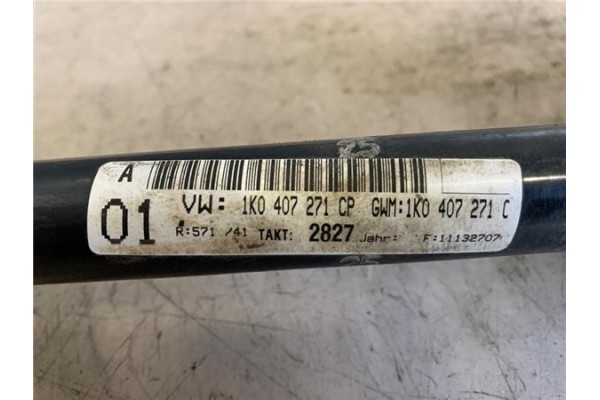 A
01
VW: 1K0 407 271 CP GWM:1K0 407 271 C
R:571 /41 TAKT: 2827 Jahr: F:11132707